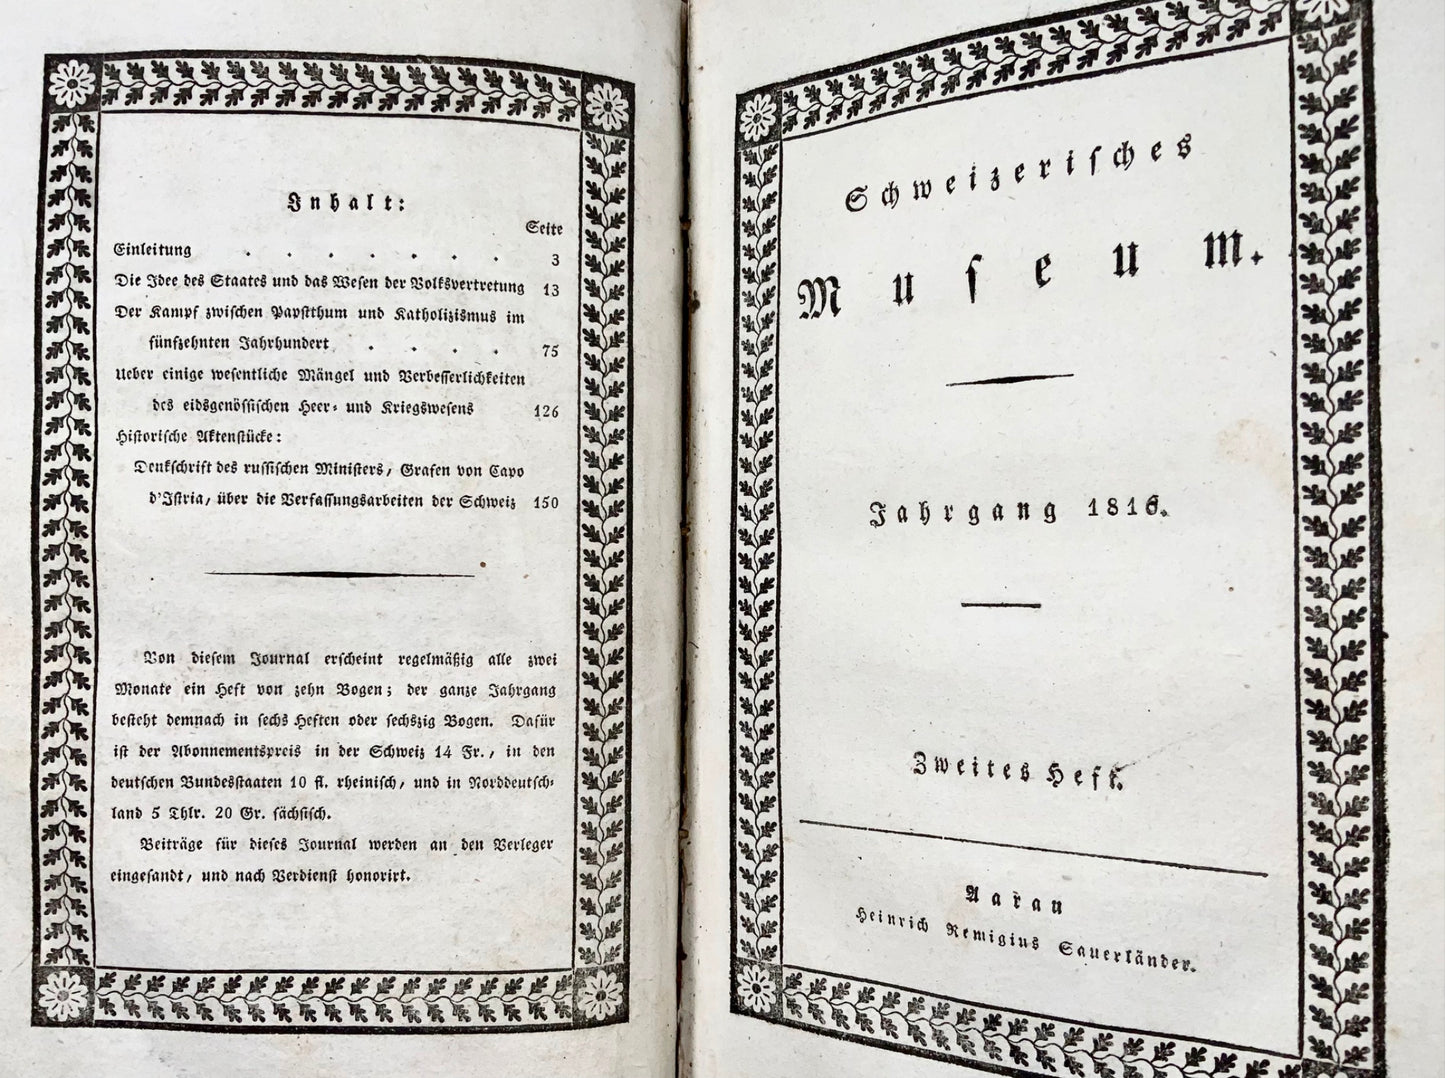 Inhalt:
Seite
Einleitung . . . . . . . 3
Die Idee des Staates und das Wesen der Volksvertretung 13
Der Kampf zwischen Papstthum und Katholizismus im
fünfzehnten Jahrhundert . . . . 75
Ueber einige wesentliche Mängel und Verbesserlichkeiten
des eidsgenössischen Heer- und Kriegswesens 126
Historische Aktenstücke:
Denkschrift des russischen Ministers, Grafen von Capo
d'Istria, über die Verfassungsarbeiten der Schweiz 150
Von diesem Journal erscheint regelmäßig alle zwei
Monate ein Heft von zehn Bogen; der ganze Jahrgang
besteht demnach in sechs Heften oder sechszig Bogen. Dafür
ist der Abonnementspreis in der Schweiz 14 Fr., in den
deutschen Bundesstaaten 10 fl. rheinisch, und in Norddeutsch-
land 5 Thlr. 20 Gr. sächsisch.
Beiträge für dieses Journal werden an den Verleger
eingesandt, und nach Verdienst honorirt.
Schweizerisches
Museum.
Jahrgang 1816.
Zweites Heft.
Aarau
Heinrich Remigius Sauerländer.